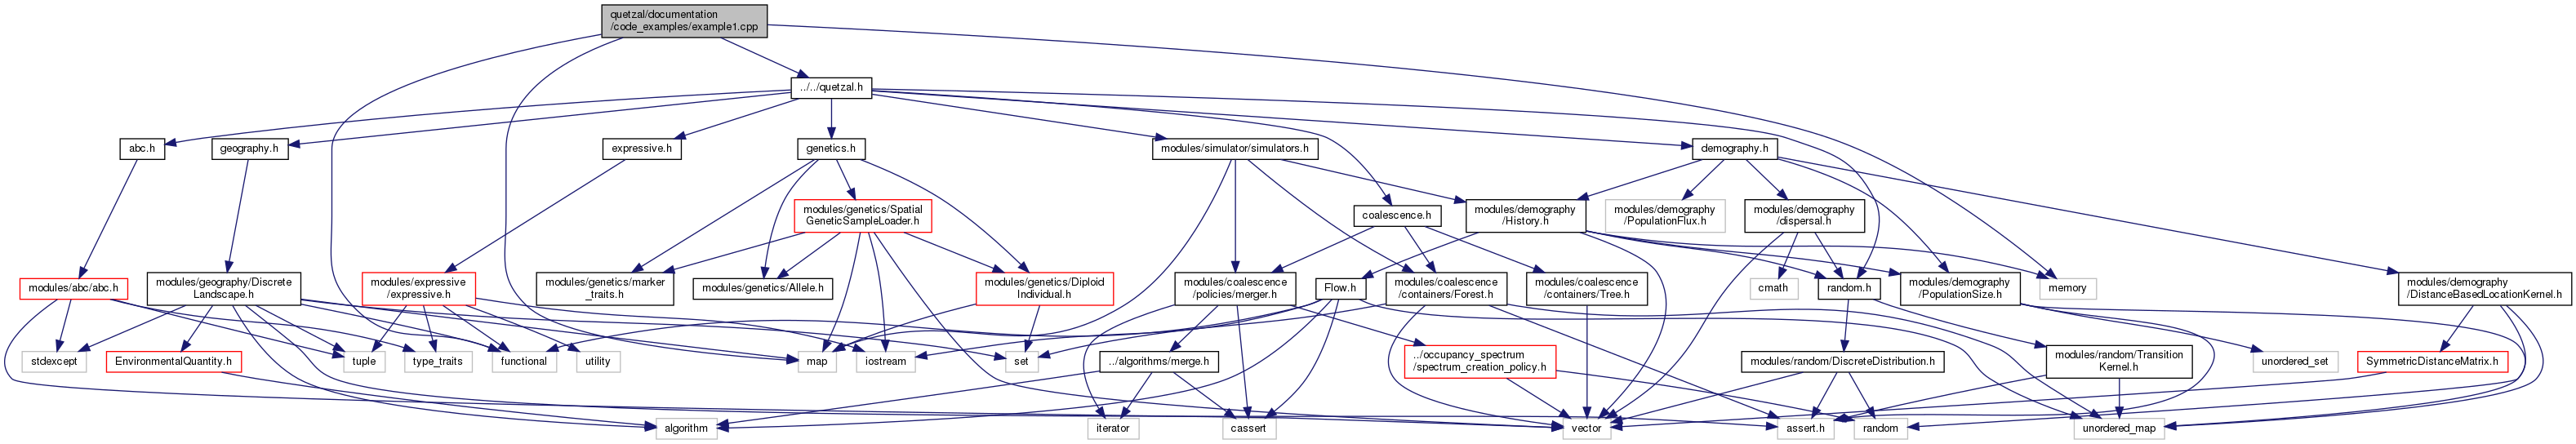 quetzal/documentation
/code_examples/example1.cpp
../../quetzal.h
abc.h
geography.h
expressive.h
genetics.h
modules/simulator/simulators.h
demography.h
modules/genetics/Spatial
GeneticSampleLoader.h
coalescence.h
modules/demography
/History.h
modules/demography
/PopulationFlux.h
modules/demography
/dispersal.h
modules/abc/abc.h
modules/geography/Discrete
Landscape.h
modules/expressive
/expressive.h
modules/genetics/marker
_traits.h
modules/genetics/Allele.h
modules/genetics/Diploid
Individual.h
modules/coalescence
/policies/merger.h
Flow.h
modules/coalescence
/containers/Forest.h
modules/coalescence
/containers/Tree.h
cmath
random.h
modules/demography
/PopulationSize.h
memory
modules/demography
/DistanceBasedLocationKernel.h
stdexcept
EnvironmentalQuantity.h
tuple
type_traits
functional
utility
map
iostream
set
../algorithms/merge.h
../occupancy_spectrum
/spectrum_creation_policy.h
modules/random/DiscreteDistribution.h
modules/random/Transition
Kernel.h
unordered_set
SymmetricDistanceMatrix.h
algorithm
iterator
cassert
vector
assert.h
random
unordered_map